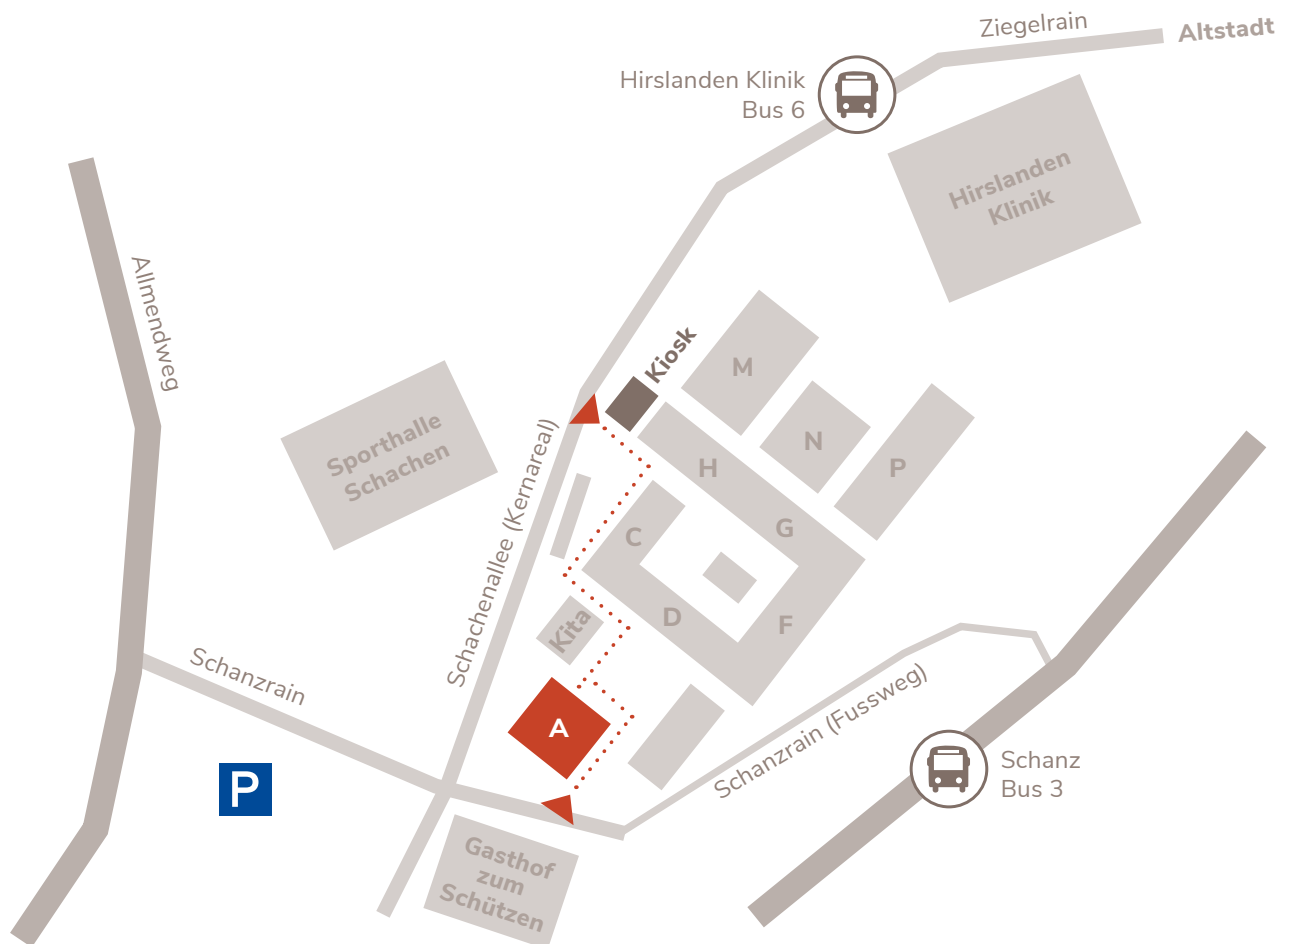 Ziegelrain
Altstadt
Hirslanden Klinik
Bus 6
Hirslanden
Klinik
Allmendweg
Kiosk
M
N
P
H
G
Sporthalle
Schachen
Schachenallee (Kernareal)
C
D
F
Kita
Schanzrain
A
Schanzrain (Fussweg)
P
Schanz
Bus 3
Gasthof
zum
Schützen